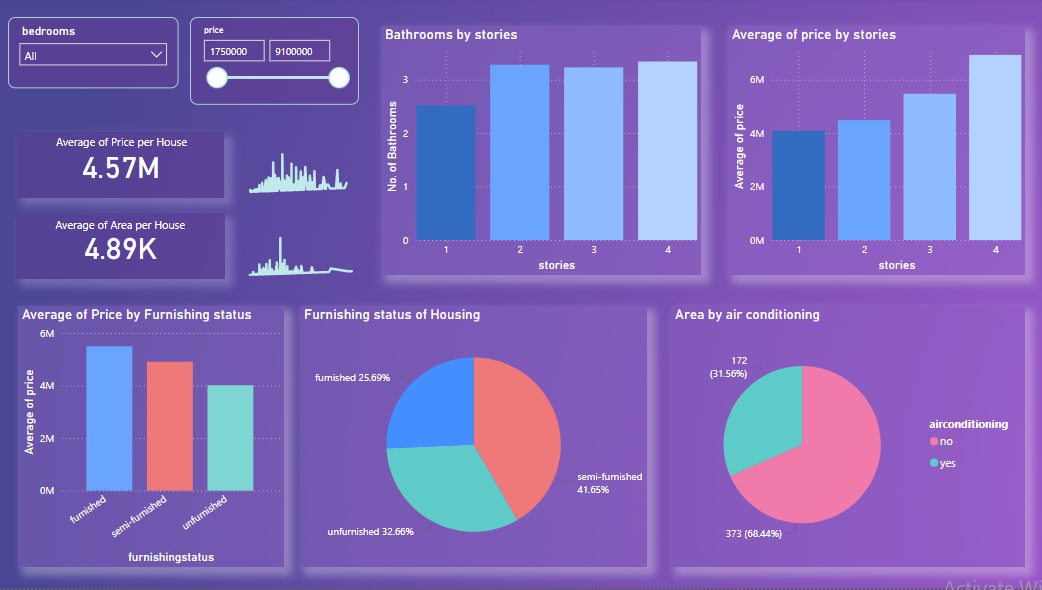 bedrooms
All
price
1750000
9100000
Bathrooms by stories
No. of Bathrooms
3
2
1
0
1
2
3
4
stories
Average of price by stories
Average of price
6M
4M
2M
0M
1
2
3
4
stories
Average of Price per House
4.57M
Average of Area per House
4.89K
Average of Price by Furnishing status
Average of price
6M
4M
2M
0M
furnished
semi-furnished
unfurnished
furnishingstatus
Furnishing status of Housing
furnished 25.69%
semi-furnished
41.65%
unfurnished 32.66%
Area by air conditioning
172
(31.56%)
373 (68.44%)
airconditioning
no
yes
Activate Wi